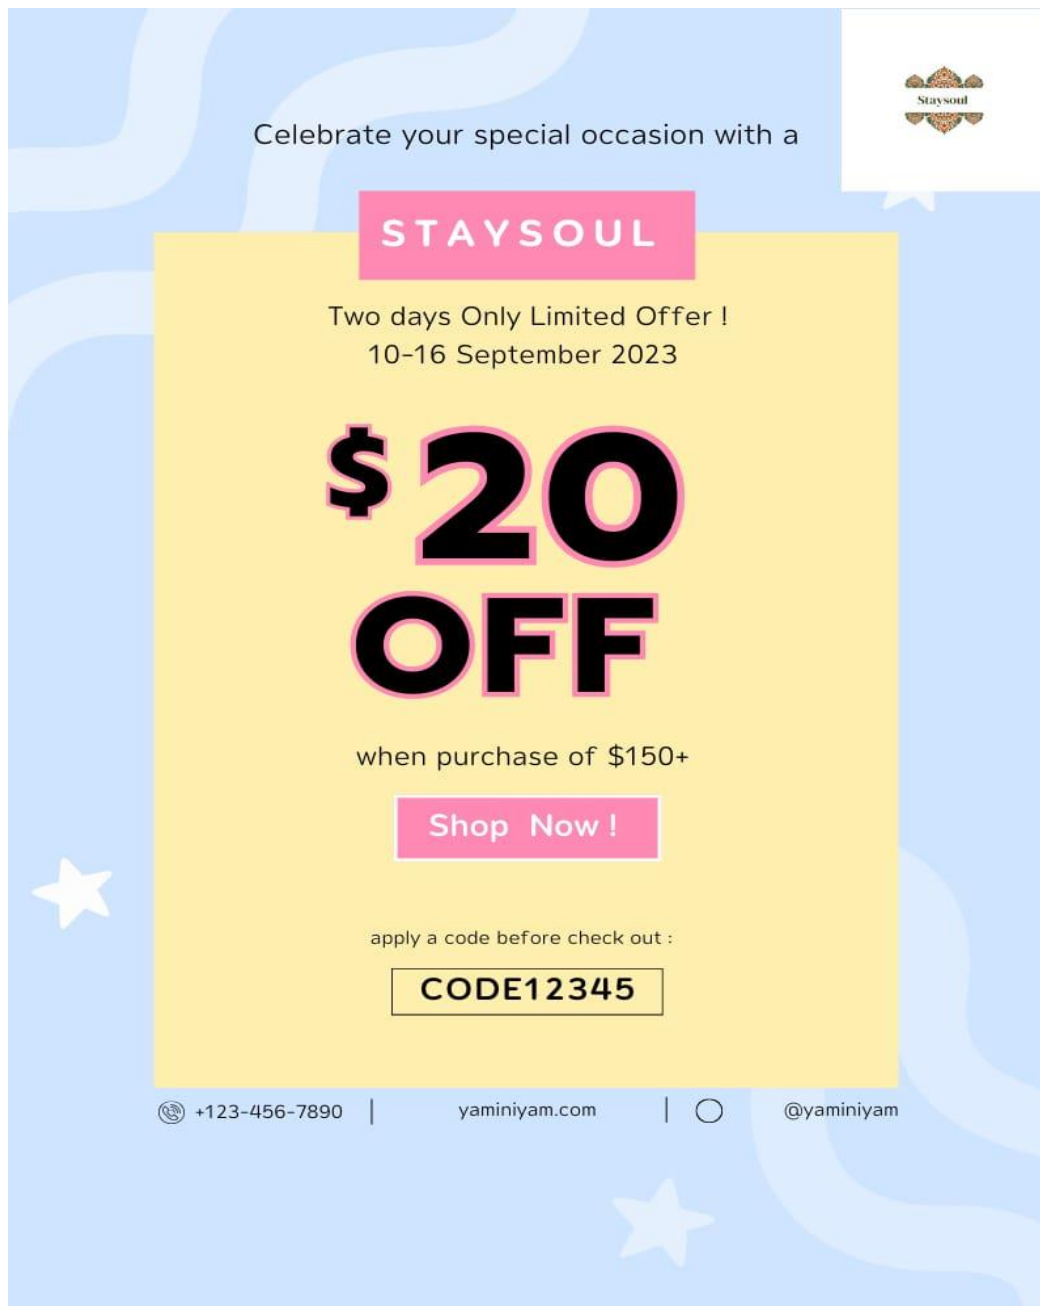 Staysoul
Celebrate your special occasion with a
STAYSOUL
Two days Only Limited Offer !
10-16 September 2023
$20
OFF
when purchase of $150+
Shop Now !
apply a code before check out :
CODE12345
+123-456-7890 | yaminiyam.com | @yaminiyam